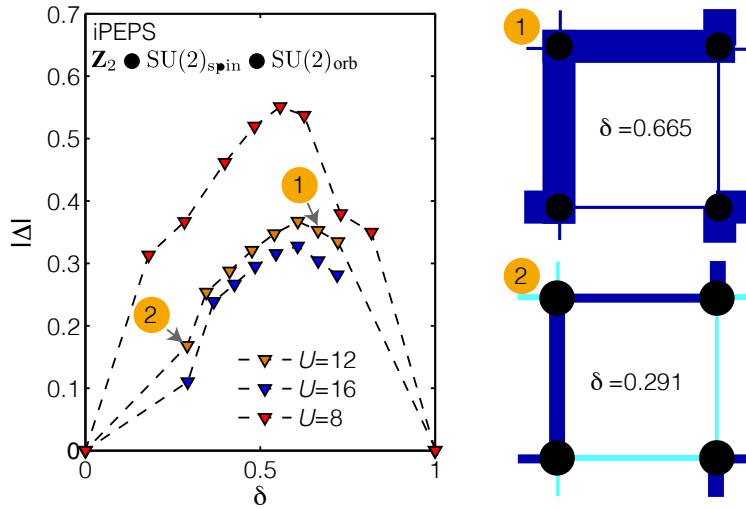 iPEPS
Z₂ ● SU(2)spin ● SU(2)orb
0.7
0.6
0.5
0.4
0.3
0.2
0.1
0
|Δ|
1
2
U=12
U=16
U=8
0
0.5
1
δ
1
δ =0.665
2
δ =0.291